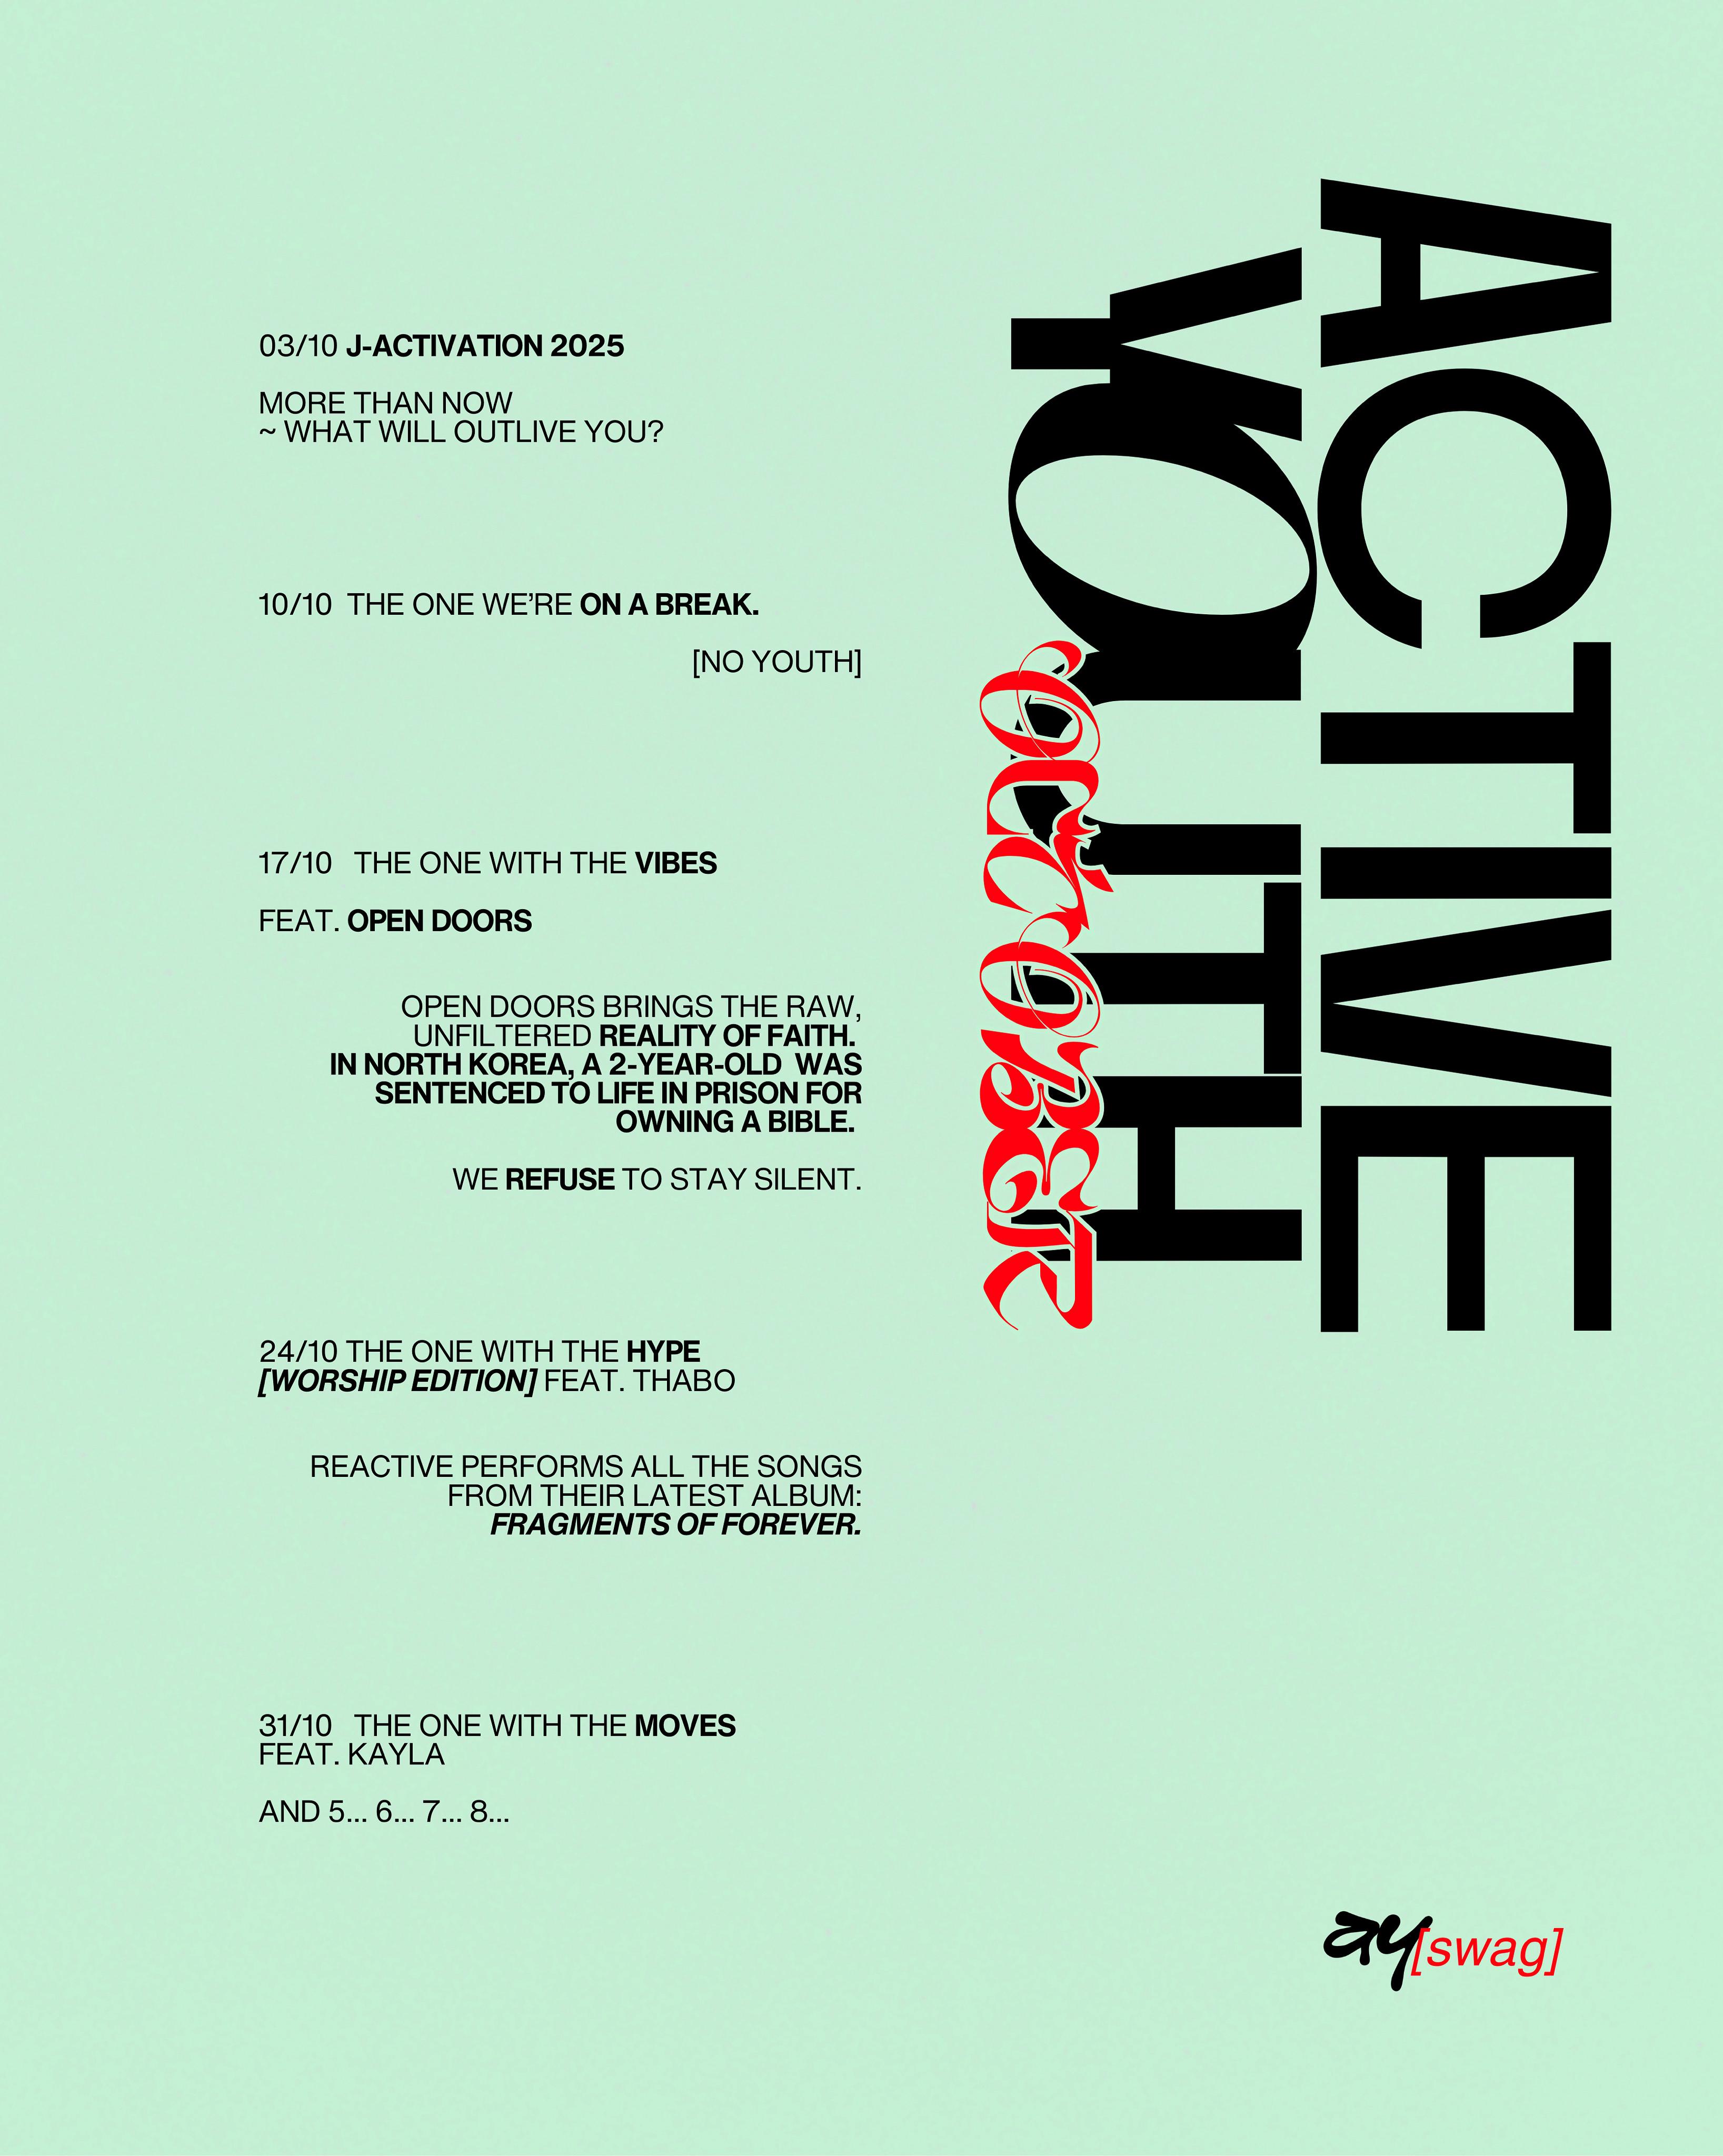 ACTIVE
YOUTH
OCTOBER
03/10 J-ACTIVATION 2025
MORE THAN NOW
~ WHAT WILL OUTLIVE YOU?
10/10 THE ONE WE’RE ON A BREAK.
[NO YOUTH]
17/10 THE ONE WITH THE VIBES
FEAT. OPEN DOORS
OPEN DOORS BRINGS THE RAW,
UNFILTERED REALITY OF FAITH.
IN NORTH KOREA, A 2-YEAR-OLD WAS
SENTENCED TO LIFE IN PRISON FOR
OWNING A BIBLE.
WE REFUSE TO STAY SILENT.
24/10 THE ONE WITH THE HYPE
[WORSHIP EDITION] FEAT. THABO
REACTIVE PERFORMS ALL THE SONGS
FROM THEIR LATEST ALBUM:
FRAGMENTS OF FOREVER.
31/10 THE ONE WITH THE MOVES
FEAT. KAYLA
AND 5... 6... 7... 8...
ay[swag]